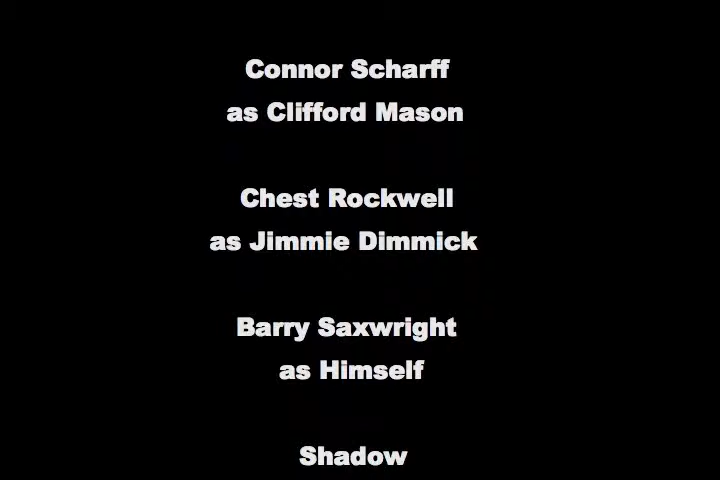 Connor Scharff
as Clifford Mason
Chest Rockwell
as Jimmie Dimmick
Barry Saxwright
as Himself
Shadow